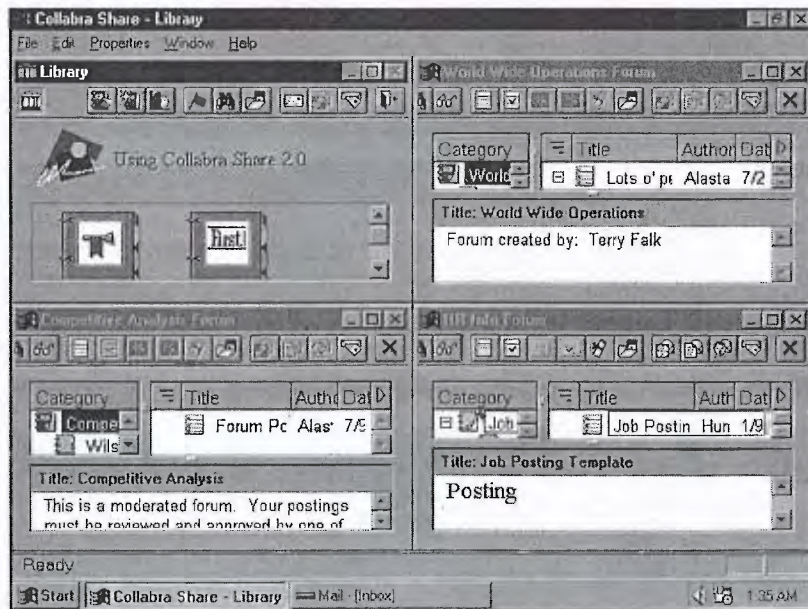 Collabra Share - Library
File Edit Properties Window Help
Library
World Wide Operations Forum
Using Collabra Share 2.0
First
Category
World
Title Author Dat
Lots o' pe Alasta 7/2
Title: World Wide Operations
Forum created by: Terry Falk
Competitive Analysis Forum
HR Info Forum
Category
Compe
Wils
Title Autho Dat
Forum Pc Alas 7/9
Title: Competitive Analysis
This is a moderated forum. Your postings
must be reviewed and approved by one of
Category
Job
Title Auth Dat
Job Postin Hun 1/9
Title: Job Posting Template
Posting
Ready
Start Collabra Share - Library Mail - [Inbox] 1:35 AM